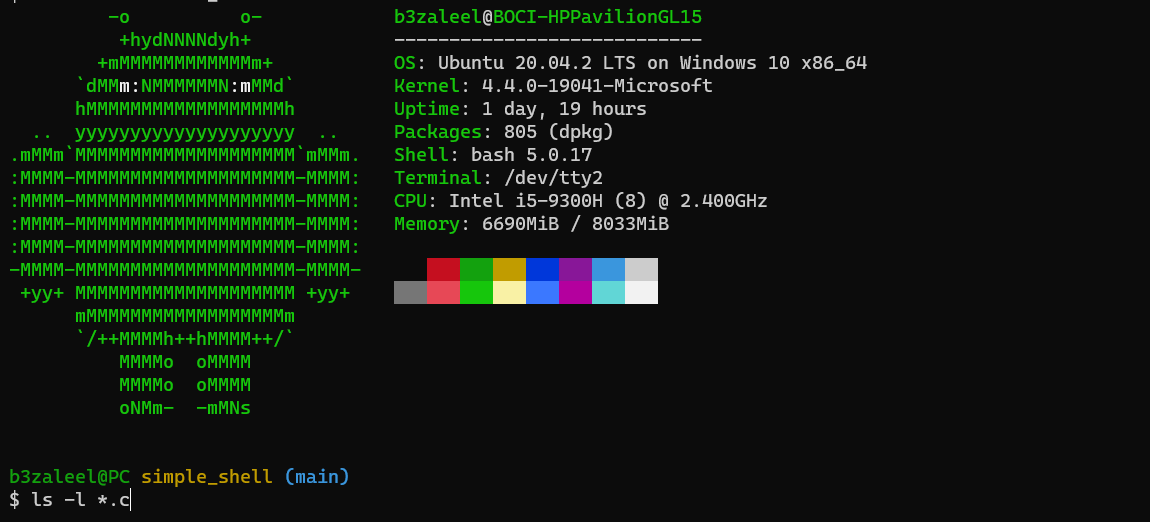 -o          o-
+hydNNNNdyh+
+mMMMMMMMMMMMMm+
`dMMm:NMMMMMMN:mMMd`
hMMMMMMMMMMMMMMMMMMh
..  yyyyyyyyyyyyyyyyyyyy  ..
.mMMm`MMMMMMMMMMMMMMMMMMMM`mMMm.
:MMMM-MMMMMMMMMMMMMMMMMMMM-MMMM:
:MMMM-MMMMMMMMMMMMMMMMMMMM-MMMM:
:MMMM-MMMMMMMMMMMMMMMMMMMM-MMMM:
:MMMM-MMMMMMMMMMMMMMMMMMMM-MMMM:
-MMMM-MMMMMMMMMMMMMMMMMMMM-MMMM-
+yy+ MMMMMMMMMMMMMMMMMMMM +yy+
mMMMMMMMMMMMMMMMMMMm
`/++MMMMh++hMMMM++/`
MMMMo  oMMMM
MMMMo  oMMMM
oNMm-  -mMNs
b3zaleel@BOCI-HPPavilionGL15
----------------------------
OS: Ubuntu 20.04.2 LTS on Windows 10 x86_64
Kernel: 4.4.0-19041-Microsoft
Uptime: 1 day, 19 hours
Packages: 805 (dpkg)
Shell: bash 5.0.17
Terminal: /dev/tty2
CPU: Intel i5-9300H (8) @ 2.400GHz
Memory: 6690MiB / 8033MiB
b3zaleel@PC simple_shell (main)
$ ls -l *.c